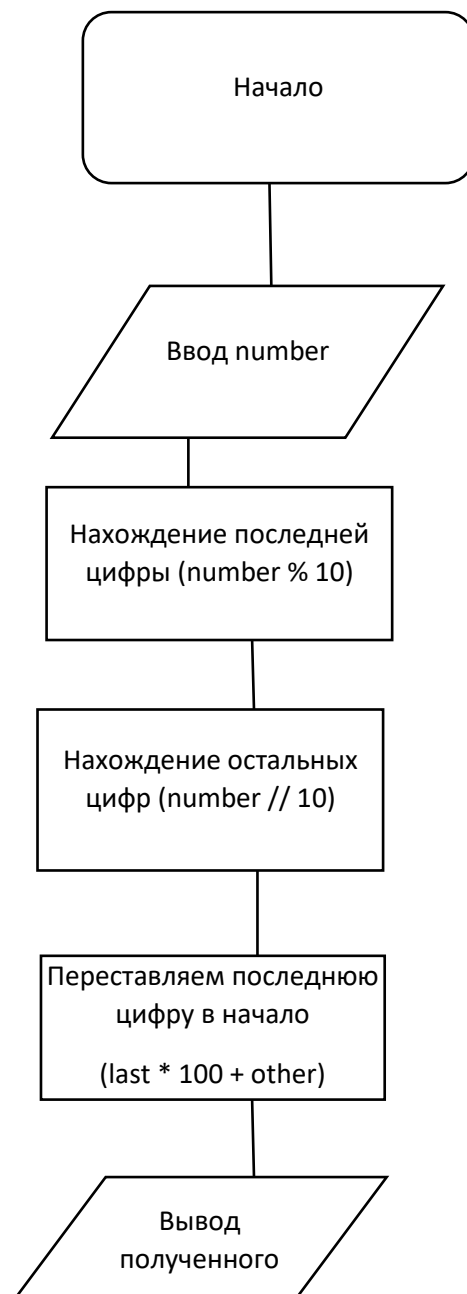 Начало
Ввод number
Нахождение последней
цифры (number % 10)
Нахождение остальных
цифр (number // 10)
Переставляем последнюю
цифру в начало
(last * 100 + other)
Вывод
полученного